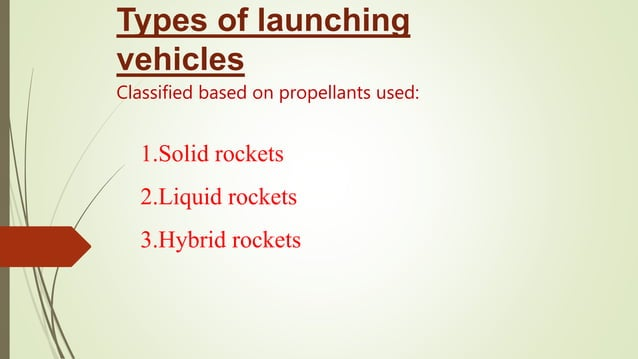 Types of launching
vehicles
Classified based on propellants used:
1.Solid rockets
2.Liquid rockets
3.Hybrid rockets